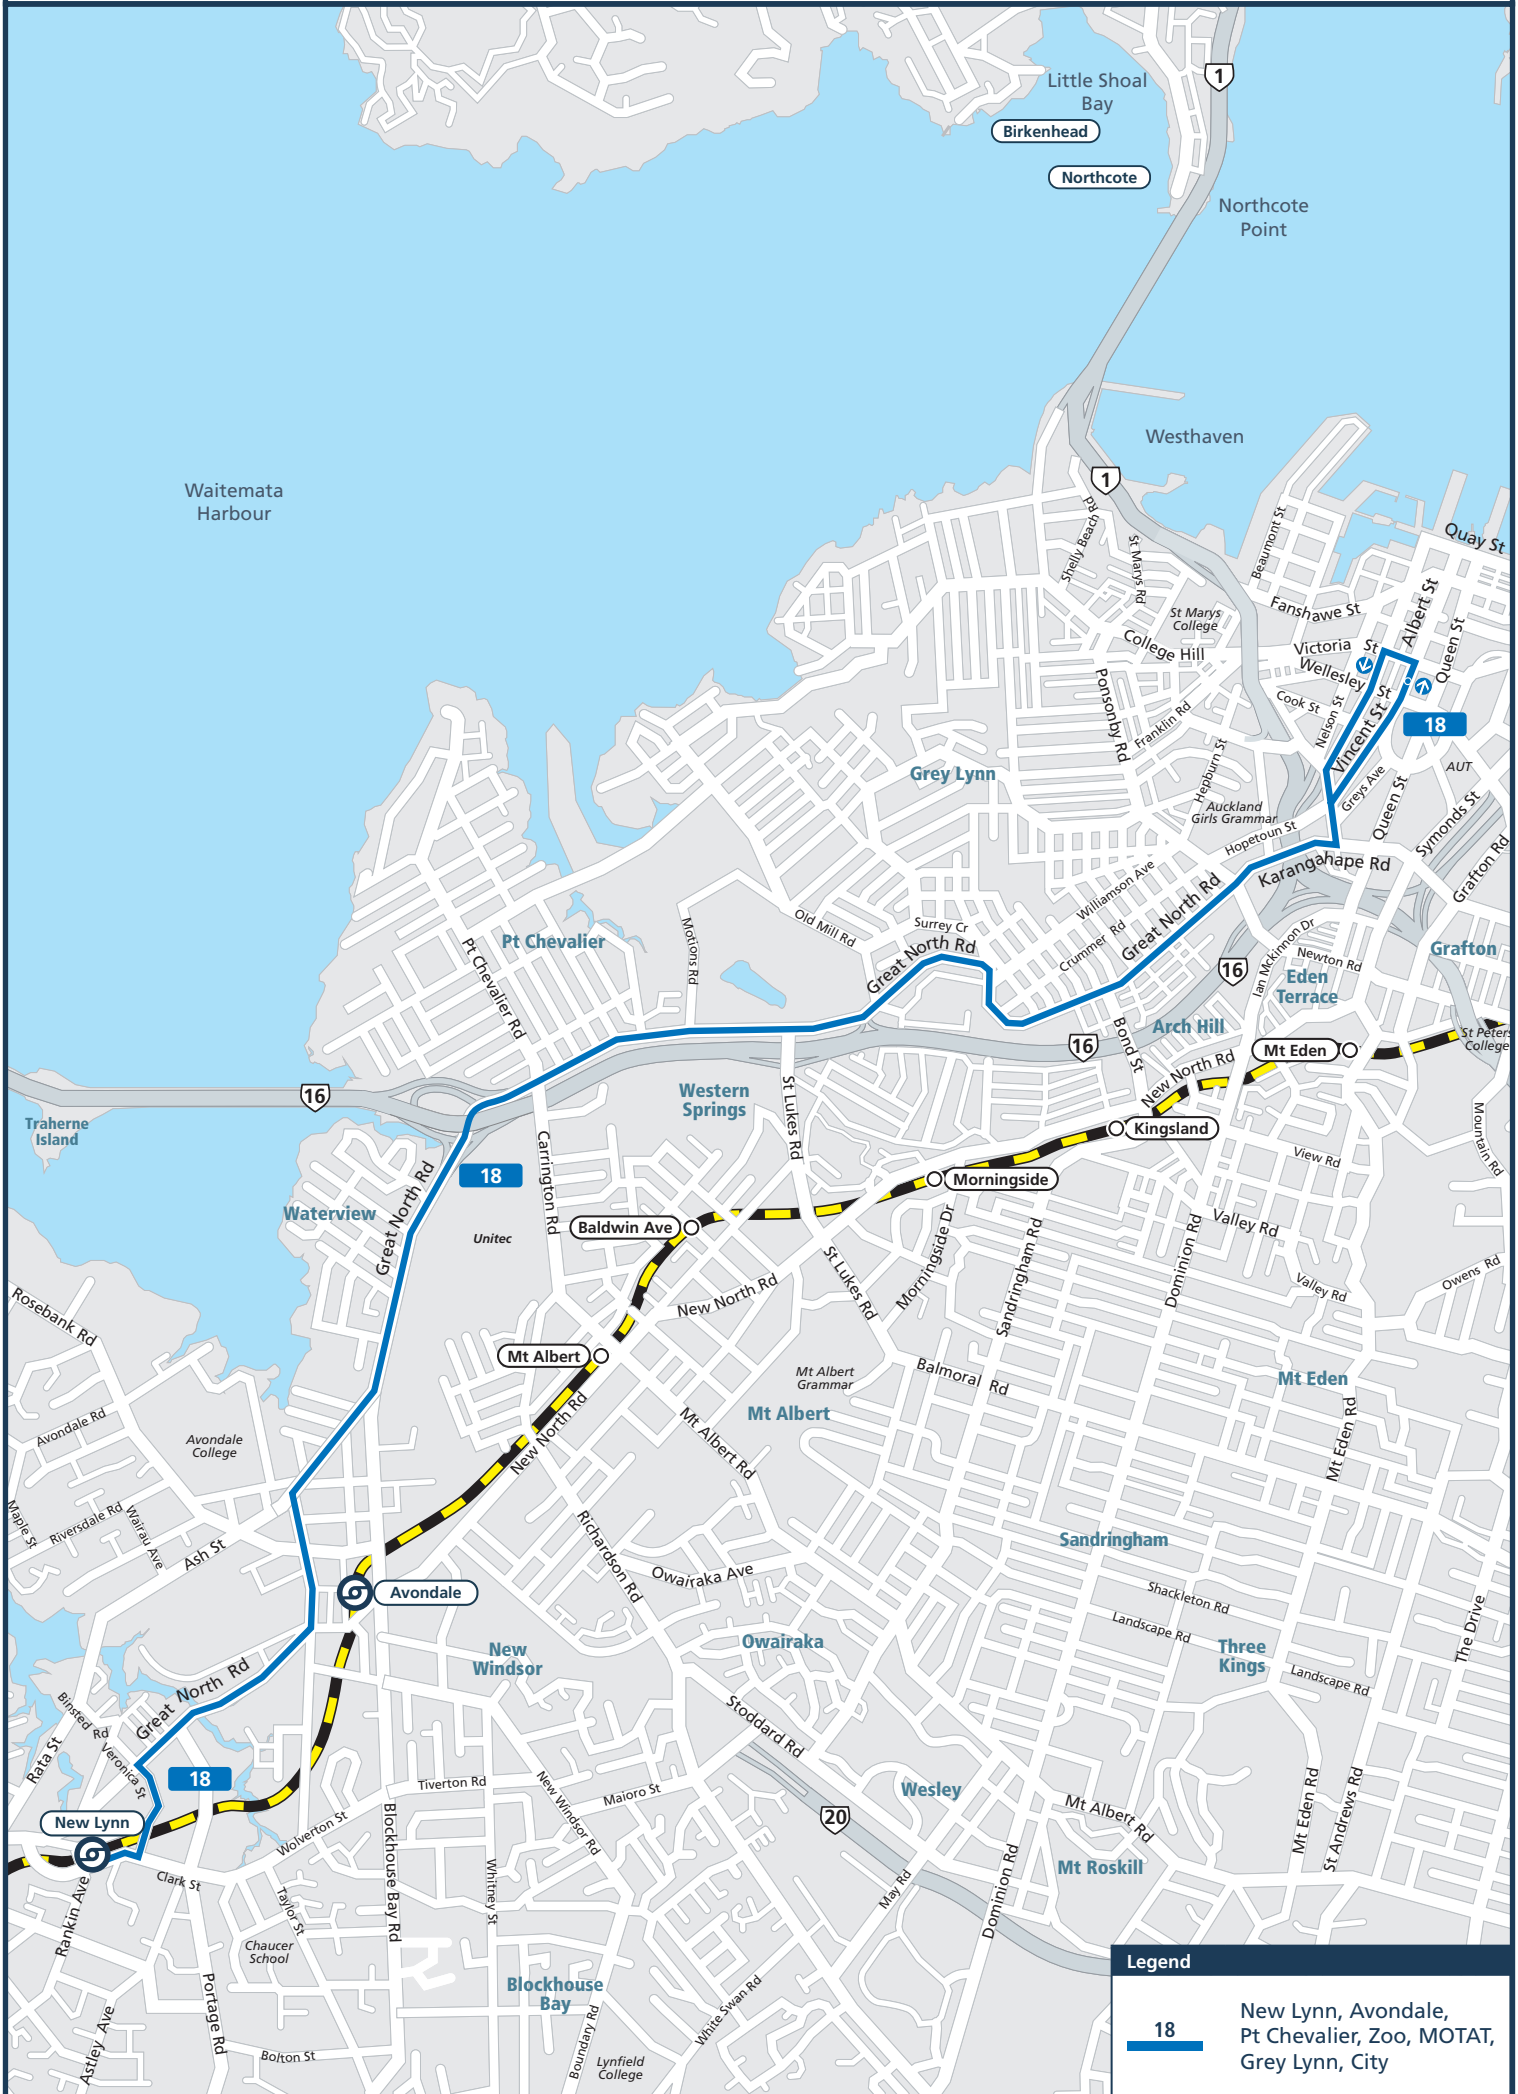 1
Little Shoal
Bay
Birkenhead
Northcote
Northcote
Point
Westhaven
Waitemata
Harbour
1
Quay St
Beaumont St
Shelly Beach Rd
St Marys Rd
Fanshawe St
Albert St
St Marys
College
College Hill
Victoria St
Queen St
Wellesley St
Ponsonby Rd
Cook St
Franklin Rd
Nelson St
Vincent St
18
Hepburn St
Grey Lynn
AUT
Greys Ave
Auckland
Girls Grammar
Queen St
Symonds St
Hopetoun St
Karangahape Rd
Grafton Rd
Williamson Ave
Great North Rd
Motions Rd
Old Mill Rd
Surrey Cr
Crummer Rd
Great North Rd
Pt Chevalier
Pt Chevalier Rd
Ian Mckinnon Dr
Newton Rd
Grafton
16
Eden
Terrace
Arch Hill
St Peters
College
16
Bond St
Mt Eden
New North Rd
16
Western
Springs
St Lukes Rd
Traherne
Island
Kingsland
Mountain Rd
Carrington Rd
View Rd
18
Great North Rd
Morningside
Waterview
Unitec
Baldwin Ave
Valley Rd
Morningside Dr
Sandringham Rd
Dominion Rd
St Lukes Rd
Owens Rd
Valley Rd
Rosebank Rd
New North Rd
Mt Albert
Mt Albert
Grammar
Balmoral Rd
Mt Eden
Mt Albert
Avondale Rd
Avondale
College
New North Rd
Mt Albert Rd
Mt Eden Rd
Maple St
Riversdale Rd
Wairau Ave
Ash St
Richardson Rd
Sandringham
Owairaka Ave
Avondale
Shackleton Rd
Landscape Rd
The Drive
New
Windsor
Owairaka
Three
Kings
Landscape Rd
Great North Rd
Binsted Rd
Stoddard Rd
Rata St
Veronica St
18
Tiverton Rd
New Windsor Rd
Maioro St
Wesley
Mt Albert Rd
Mt Eden Rd
St Andrews Rd
New Lynn
Wolverton St
20
Blockhouse Bay Rd
Mt Roskill
Clark St
Whitney St
May Rd
Dominion Rd
Rankin Ave
Taylor St
Chaucer
School
Portage Rd
Blockhouse
Bay
Boundary Rd
White Swan Rd
Astley Ave
Bolton St
Lynfield
College
Legend
18
New Lynn, Avondale,
Pt Chevalier, Zoo, MOTAT,
Grey Lynn, City